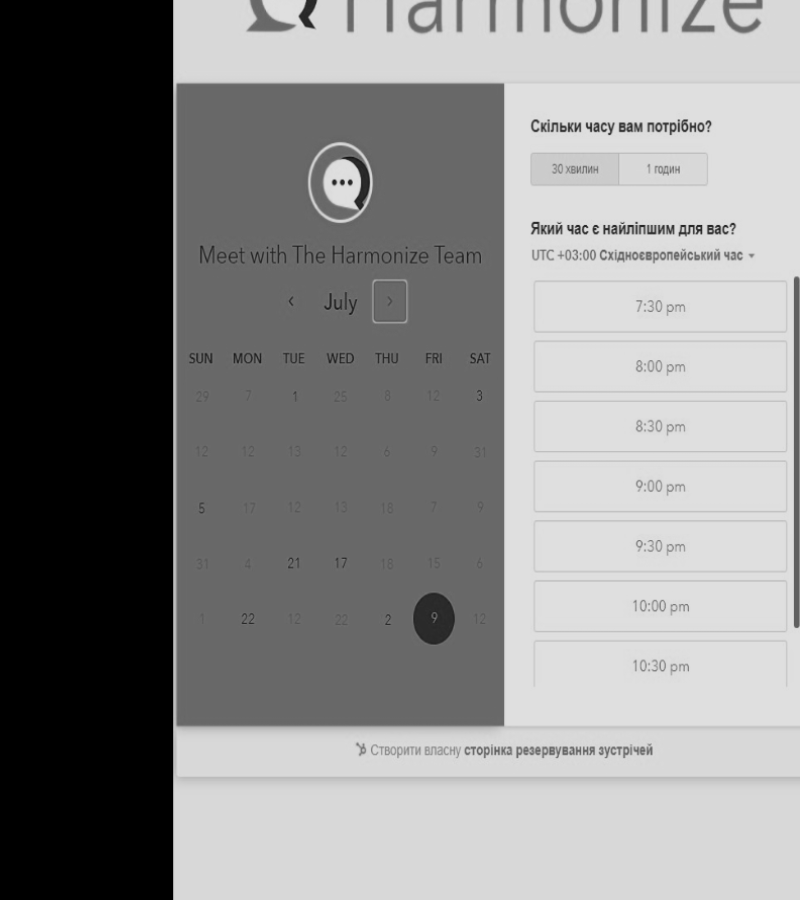 Harmonize
Meet with The Harmonize Team
July
SUN MON TUE WED THU FRI SAT
29 7 1 25 8 12 3
12 12 13 12 6 9 31
5 17 12 13 18 7 9
31 4 21 17 18 15 6
1 22 12 22 2 9 12
Скільки часу вам потрібно?
30 хвилин 1 годин
Який час є найліпшим для вас?
UTC +03:00 Східноєвропейський час
7:30 pm
8:00 pm
8:30 pm
9:00 pm
9:30 pm
10:00 pm
10:30 pm
Створити власну сторінка резервування зустрічей